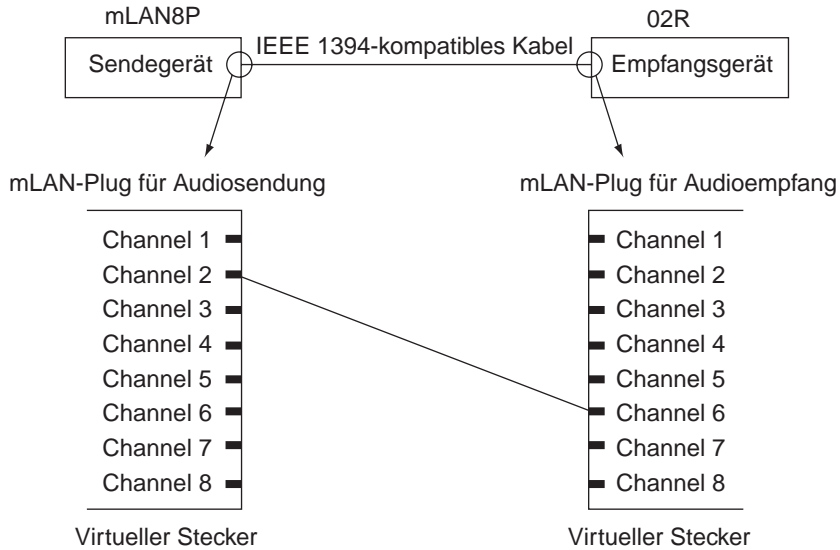 mLAN8P
02R
IEEE 1394-kompatibles Kabel
Sendegerät
Empfangsgerät
mLAN-Plug für Audiosendung
mLAN-Plug für Audioempfang
Channel 1
Channel 2
Channel 3
Channel 4
Channel 5
Channel 6
Channel 7
Channel 8
Virtueller Stecker
Channel 1
Channel 2
Channel 3
Channel 4
Channel 5
Channel 6
Channel 7
Channel 8
Virtueller Stecker